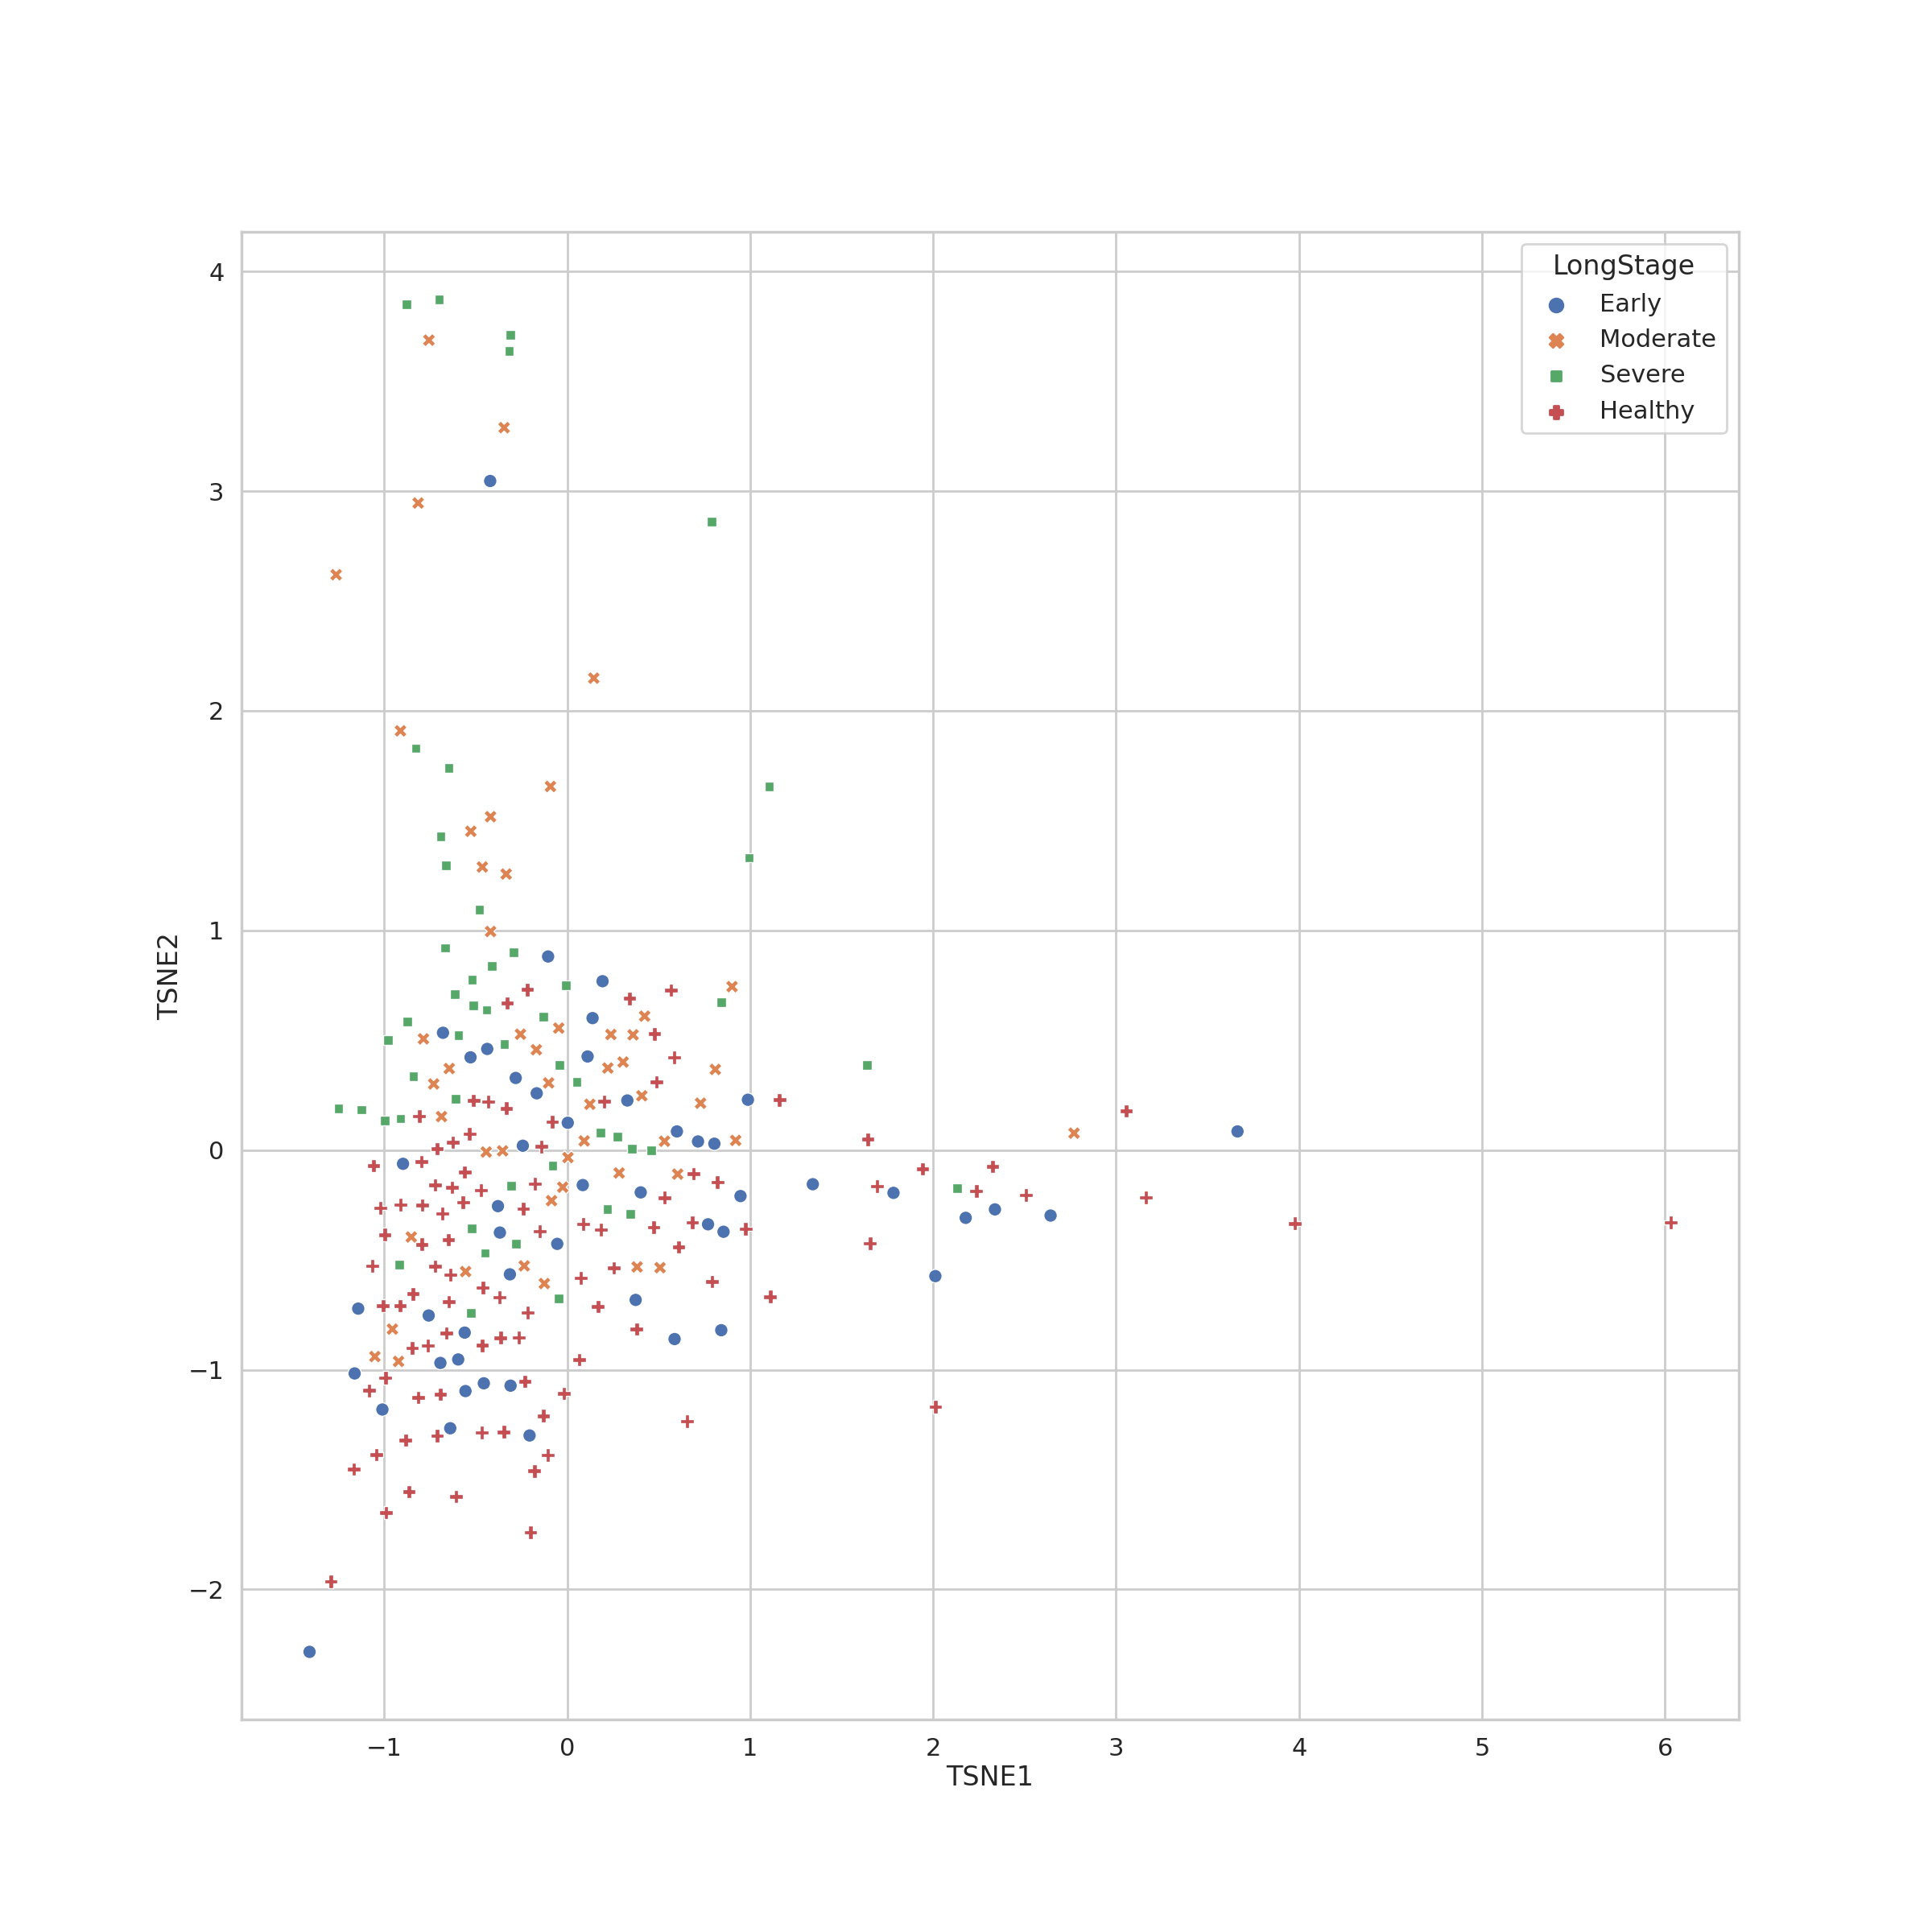 LongStage
Early
Moderate
Severe
Healthy
4
3
2
1
0
−1
−2
TSNE2
−1 0 1 2 3 4 5 6
TSNE1